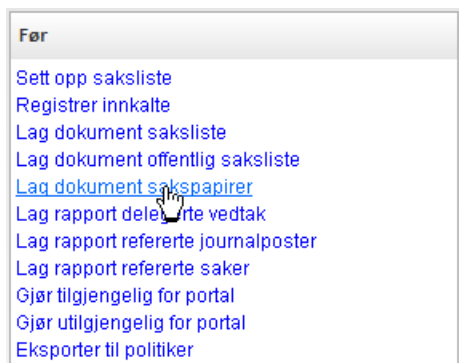 Før
Sett opp saksliste
Registrer innkalte
Lag dokument saksliste
Lag dokument offentlig saksliste
Lag dokument sakspapirer
Lag rapport delegerte vedtak
Lag rapport refererte journalposter
Lag rapport refererte saker
Gjør tilgjengelig for portal
Gjør utilgjengelig for portal
Eksporter til politiker